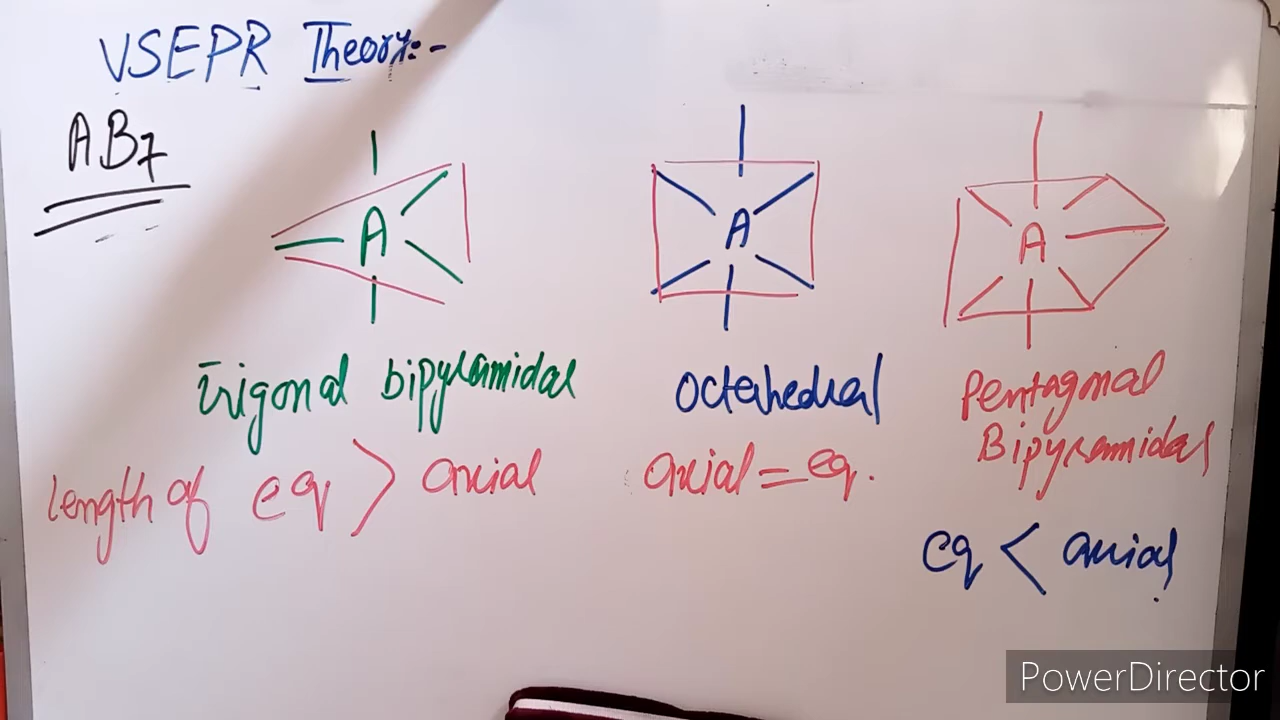 VSEPR Theory:-
AB7
A
A
A
trigonal bipyramidal
octahedral
Pentagonal
Bipyramidal
length of eq > axial
axial = eq.
eq < axial
PowerDirector